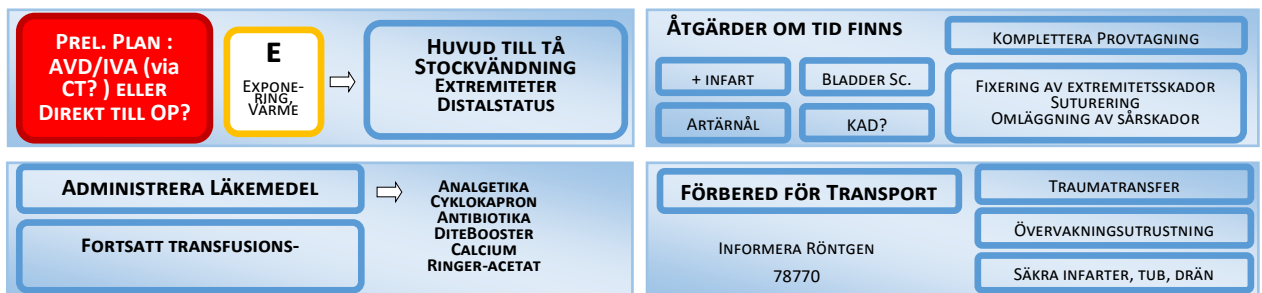 PREL. PLAN :
AVD/IVA (via
CT? ) ELLER
DIREKT TILL OP?
E
EXPONE-
RING,
VÄRME
HUVUD TILL TÅ
STOCKVÄNDNING
EXTREMITETER
DISTALSTATUS
ÅTGÄRDER OM TID FINNS
KOMPLETTERA PROVTAGNING
+ INFART
BLADDER SC.
ARTÄRNÅL
KAD?
FIXERING AV EXTREMITETSSKADOR
SUTURERING
OMLÄGGNING AV SÅRSKADOR
ADMINISTRERA LÄKEMEDEL
FORTSATT TRANSFUSIONS-
ANALGETIKA
CYKLOKAPRON
ANTIBIOTIKA
DITEBOOSTER
CALCIUM
RINGER-ACETAT
FÖRBERED FÖR TRANSPORT
INFORMERA RÖNTGEN
78770
TRAUMATRANSFER
ÖVERVAKNINGSUTRUSTNING
SÄKRA INFARTER, TUB, DRÄN